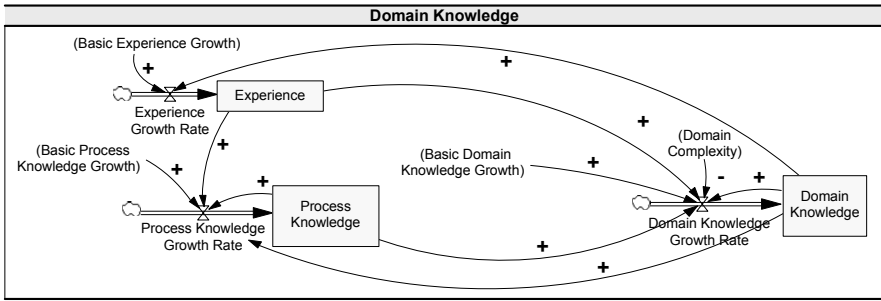 Domain Knowledge
(Basic Experience Growth)
+
+
Experience
Experience
Growth Rate
+
+
(Domain
Complexity)
(Basic Process
Knowledge Growth)
+
(Basic Domain
Knowledge Growth)
+
-
+
+
Process
Knowledge
Domain
Knowledge
Process Knowledge
Growth Rate
Domain Knowledge
Growth Rate
+
+